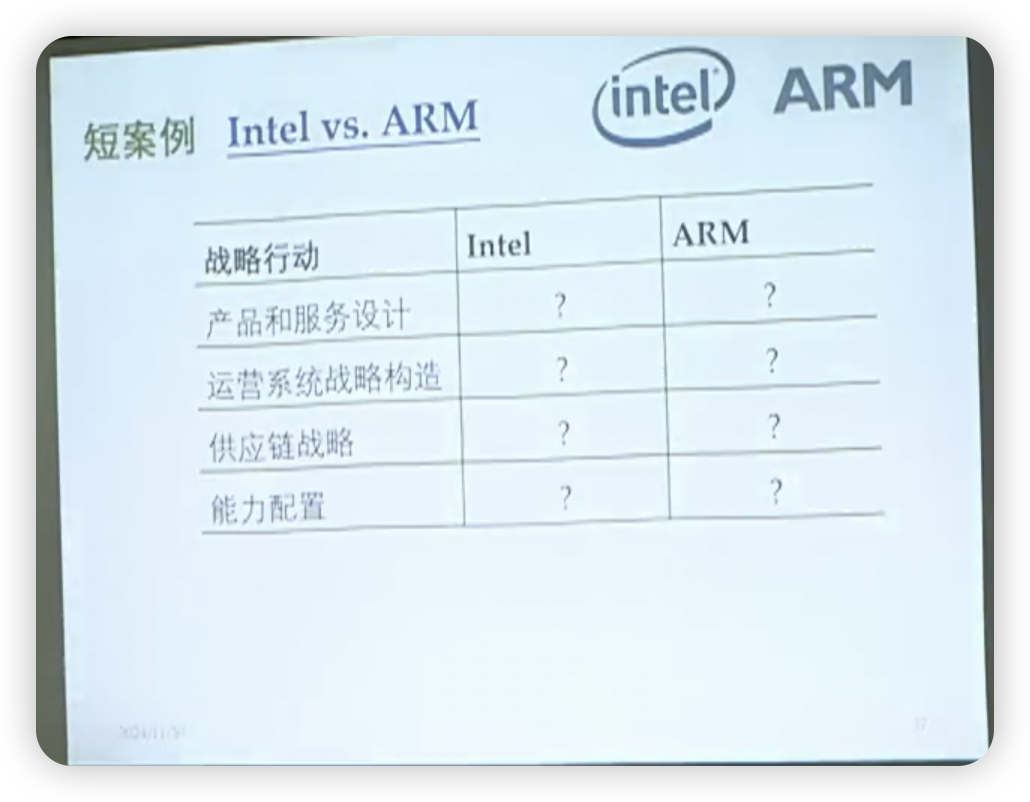 短案例 Intel vs. ARM
intel ARM
战略行动 Intel ARM
产品和服务设计 ? ?
运营系统战略构造 ? ?
供应链战略 ? ?
能力配置 ? ?